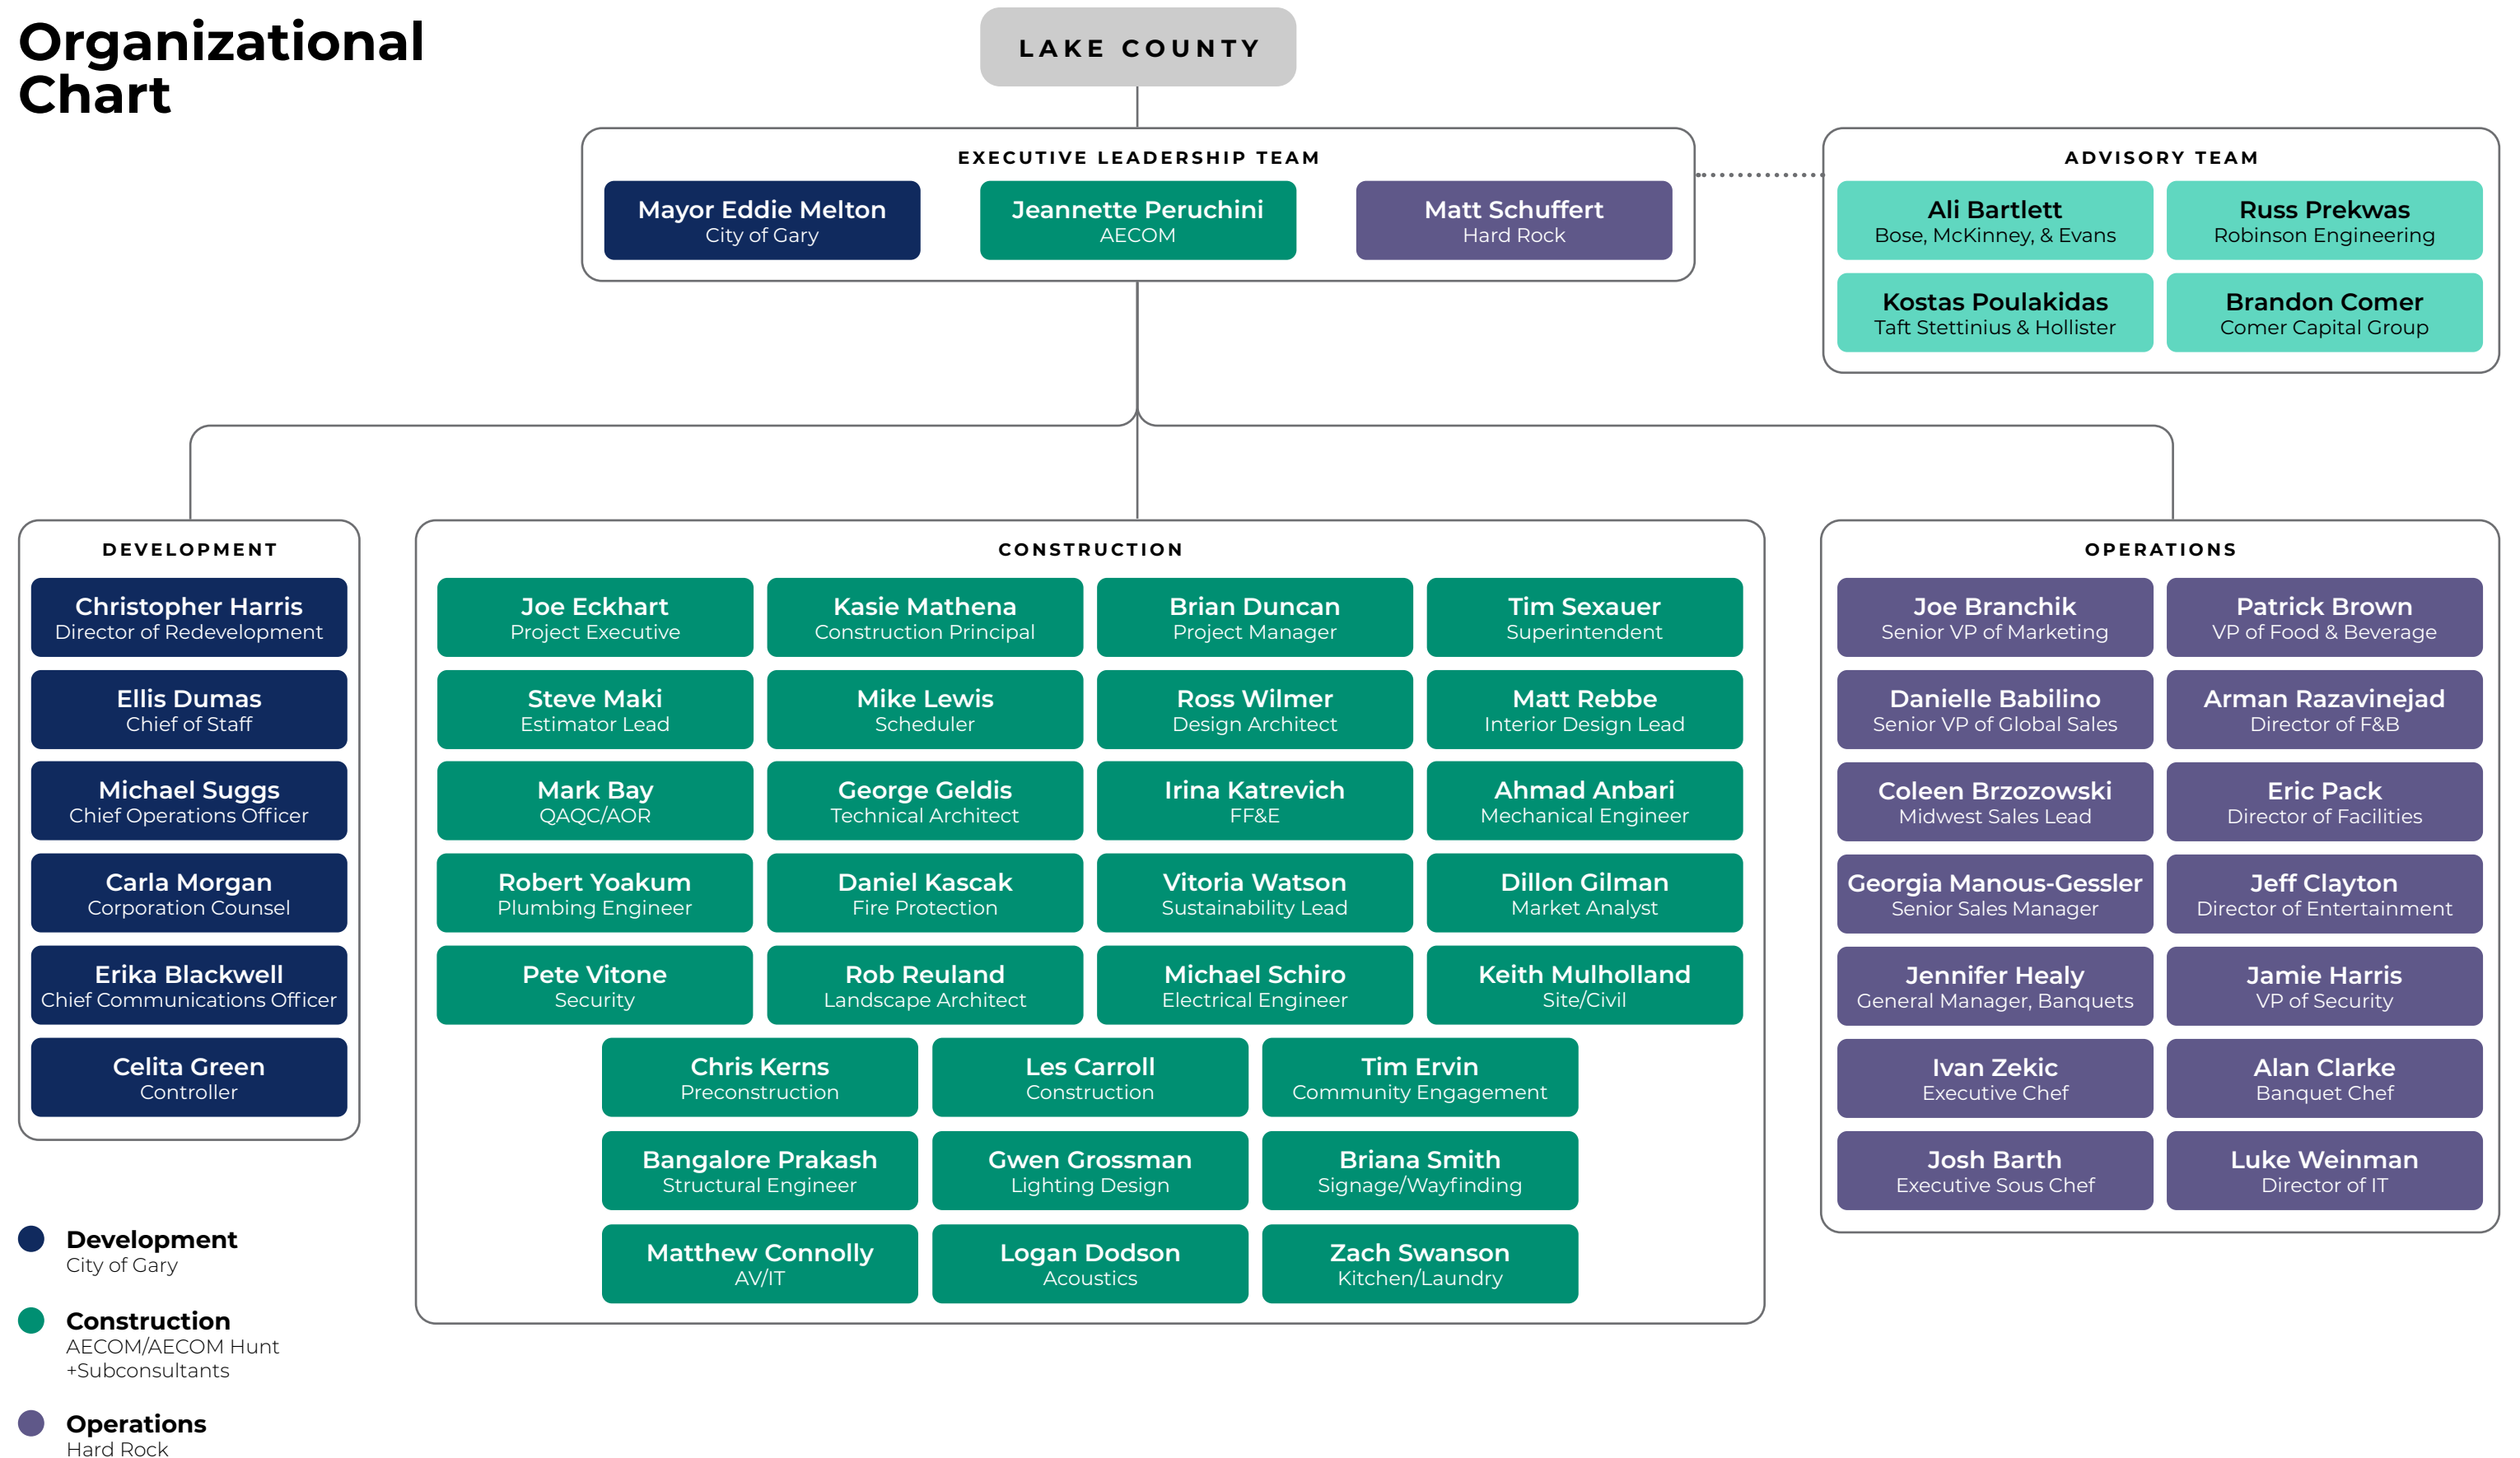 Organizational
Chart
LAKE COUNTY
EXECUTIVE LEADERSHIP TEAM
Mayor Eddie Melton
City of Gary
Jeannette Peruchini
AECOM
Matt Schuffert
Hard Rock
ADVISORY TEAM
Ali Bartlett
Bose, McKinney, & Evans
Russ Prekwas
Robinson Engineering
Kostas Poulakidas
Taft Stettinius & Hollister
Brandon Comer
Comer Capital Group
DEVELOPMENT
Christopher Harris
Director of Redevelopment
Ellis Dumas
Chief of Staff
Michael Suggs
Chief Operations Officer
Carla Morgan
Corporation Counsel
Erika Blackwell
Chief Communications Officer
Celita Green
Controller
CONSTRUCTION
Joe Eckhart
Project Executive
Kasie Mathena
Construction Principal
Brian Duncan
Project Manager
Tim Sexauer
Superintendent
Steve Maki
Estimator Lead
Mike Lewis
Scheduler
Ross Wilmer
Design Architect
Matt Rebbe
Interior Design Lead
Mark Bay
QAQC/AOR
George Geldis
Technical Architect
Irina Katrevich
FF&E
Ahmad Anbari
Mechanical Engineer
Robert Yoakum
Plumbing Engineer
Daniel Kascak
Fire Protection
Vitoria Watson
Sustainability Lead
Dillon Gilman
Market Analyst
Pete Vitone
Security
Rob Reuland
Landscape Architect
Michael Schiro
Electrical Engineer
Keith Mulholland
Site/Civil
Chris Kerns
Preconstruction
Les Carroll
Construction
Tim Ervin
Community Engagement
Bangalore Prakash
Structural Engineer
Gwen Grossman
Lighting Design
Briana Smith
Signage/Wayfinding
Matthew Connolly
AV/IT
Logan Dodson
Acoustics
Zach Swanson
Kitchen/Laundry
OPERATIONS
Joe Branchik
Senior VP of Marketing
Patrick Brown
VP of Food & Beverage
Danielle Babilino
Senior VP of Global Sales
Arman Razavinejad
Director of F&B
Coleen Brzozowski
Midwest Sales Lead
Eric Pack
Director of Facilities
Georgia Manous-Gessler
Senior Sales Manager
Jeff Clayton
Director of Entertainment
Jennifer Healy
General Manager, Banquets
Jamie Harris
VP of Security
Ivan Zekic
Executive Chef
Alan Clarke
Banquet Chef
Josh Barth
Executive Sous Chef
Luke Weinman
Director of IT
Development
City of Gary
Construction
AECOM/AECOM Hunt
+Subconsultants
Operations
Hard Rock